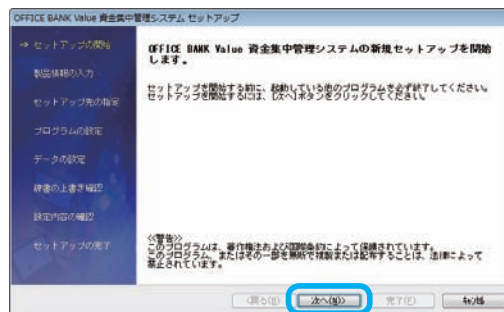 OFFICE BANK Value 資金集中管理システム セットアップ
⇒ セットアップの開始
製品情報の入力
セットアップ先の指定
プログラムの設定
データの設定
辞書の上書き確認
設定内容の確認
セットアップの完了
OFFICE BANK Value 資金集中管理システムの新規セットアップを開始
します。
セットアップを開始する前に、起動している他のプログラムを必ず終了してください。
セットアップを開始するには、[次へ]ボタンをクリックしてください。
<<警告>>
このプログラムは、著作権法および国際条約によって保護されています。
このプログラム、またはその一部を無断で複製または配布することは、法律によって
禁止されています。
<戻る(B) 次へ(N)> 完了(F) キャンセル